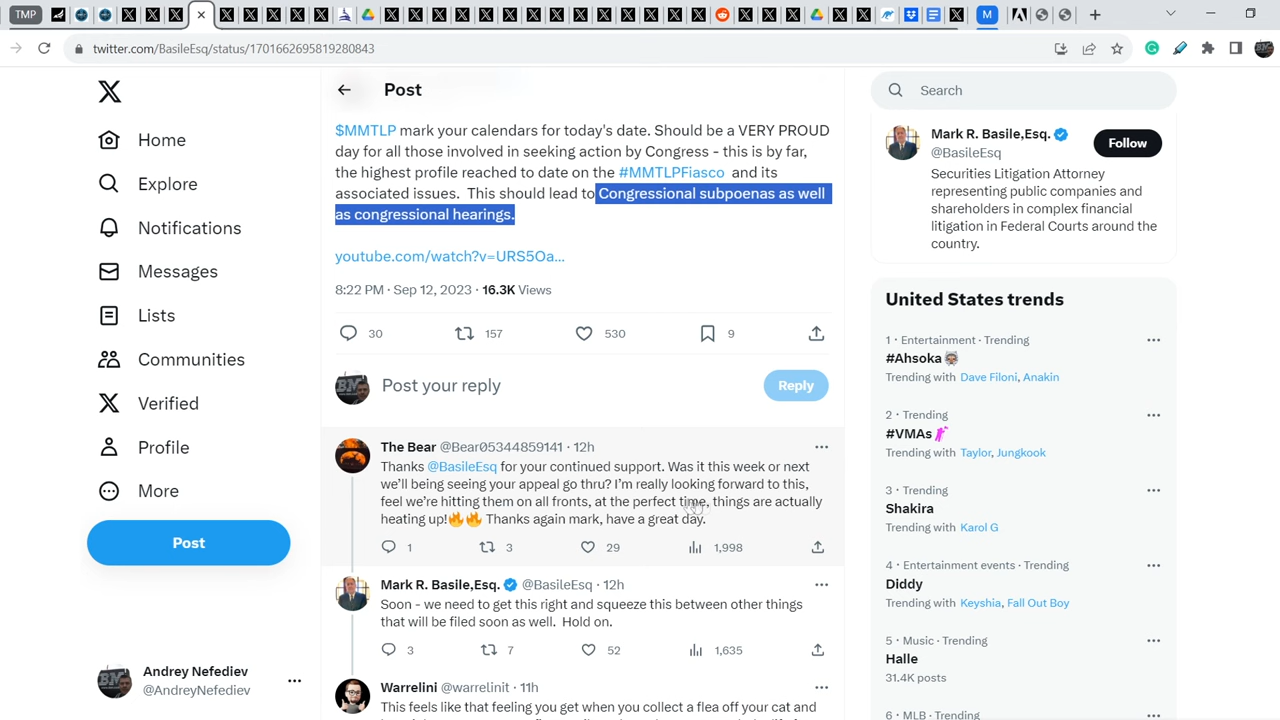 TMP
M
twitter.com/BasileEsq/status/1701662695819280843
Home
Explore
Notifications
Messages
Lists
Communities
Verified
Profile
More
Post
Andrey Nefediev
@AndreyNefediev
Post
$MMTLP mark your calendars for today's date. Should be a VERY PROUD
day for all those involved in seeking action by Congress - this is by far,
the highest profile reached to date on the #MMTLPFiasco and its
associated issues. This should lead to Congressional subpoenas as well
as congressional hearings.
youtube.com/watch?v=URS5Oa...
8:22 PM · Sep 12, 2023 · 16.3K Views
30 157 530 9
Post your reply
Reply
The Bear @Bear05344859141 · 12h
Thanks @BasileEsq for your continued support. Was it this week or next
we'll being seeing your appeal go thru? I'm really looking forward to this,
feel we're hitting them on all fronts, at the perfect time, things are actually
heating up!🔥🔥 Thanks again mark, have a great day.
1 3 29 1,998
Mark R. Basile,Esq. @BasileEsq · 12h
Soon - we need to get this right and squeeze this between other things
that will be filed soon as well. Hold on.
3 7 52 1,635
Warrelini @warrelinit · 11h
This feels like that feeling you get when you collect a flea off your cat and
Search
Mark R. Basile,Esq.
@BasileEsq
Follow
Securities Litigation Attorney
representing public companies and
shareholders in complex financial
litigation in Federal Courts around the
country.
United States trends
1 · Entertainment · Trending
#Ahsoka
Trending with Dave Filoni, Anakin
2 · Trending
#VMAs
Trending with Taylor, Jungkook
3 · Trending
Shakira
Trending with Karol G
4 · Entertainment events · Trending
Diddy
Trending with Keyshia, Fall Out Boy
5 · Music · Trending
Halle
31.4K posts
6 · MLB · Trending